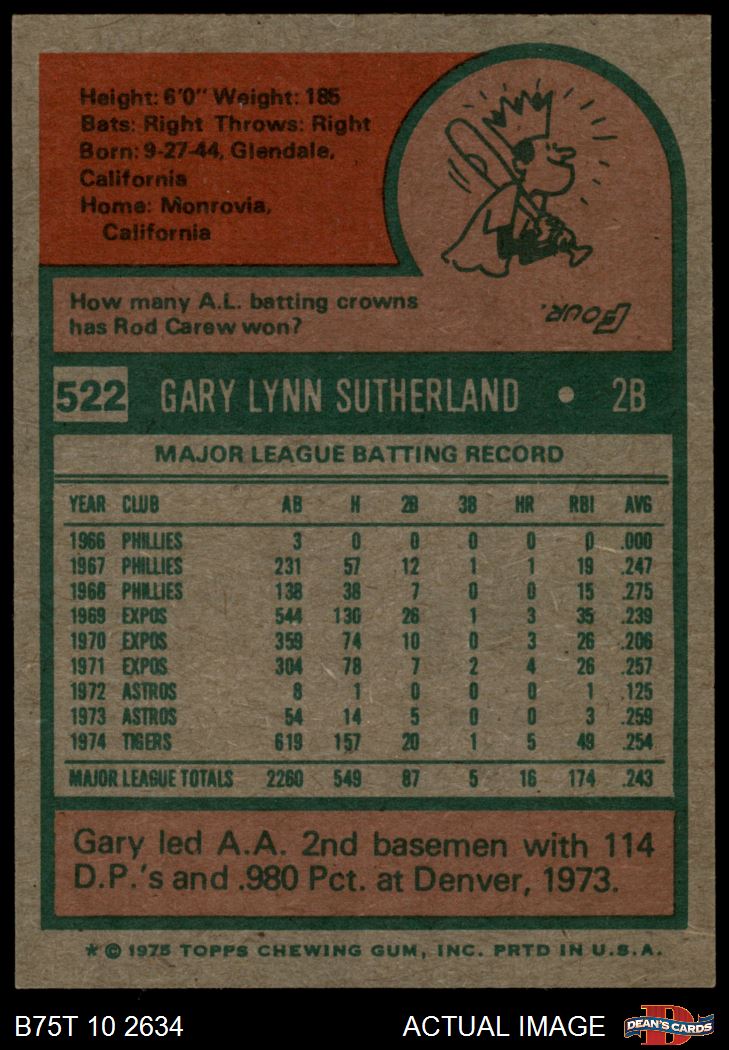 Height: 6'0" Weight: 185
Bats: Right Throws: Right
Born: 9-27-44, Glendale,
California
Home: Monrovia,
California
How many A.L. batting crowns
has Rod Carew won?
FOUR.
522 GARY LYNN SUTHERLAND • 2B
MAJOR LEAGUE BATTING RECORD
YEAR CLUB AB H 2B 3B HR RBI AVG
1966 PHILLIES 3 0 0 0 0 0 .000
1967 PHILLIES 231 57 12 1 1 19 .247
1968 PHILLIES 138 38 7 0 0 15 .275
1969 EXPOS 544 130 26 1 3 35 .239
1970 EXPOS 359 74 10 0 3 26 .206
1971 EXPOS 304 78 7 2 4 26 .257
1972 ASTROS 8 1 0 0 0 1 .125
1973 ASTROS 54 14 5 0 0 3 .259
1974 TIGERS 619 157 20 1 5 49 .254
MAJOR LEAGUE TOTALS 2260 549 87 5 16 174 .243
Gary led A.A. 2nd basemen with 114
D.P.'s and .980 Pct. at Denver, 1973.
* © 1975 TOPPS CHEWING GUM, INC. PRTD IN U.S.A.
B75T 10 2634 ACTUAL IMAGE DEAN'S CARDS